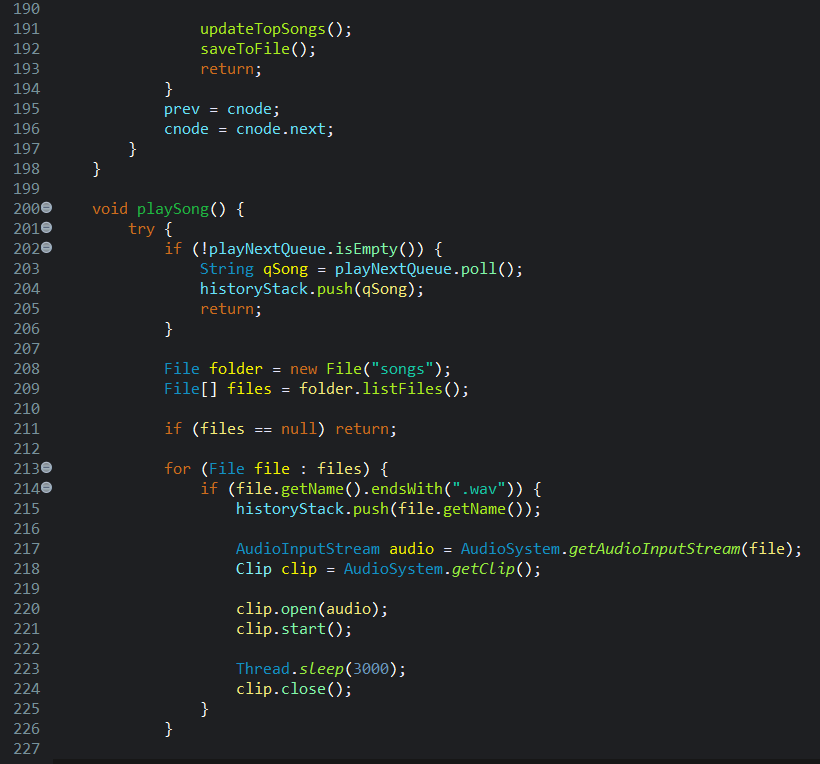 190
191                 updateTopSongs();
192                 saveToFile();
193                 return;
194             }
195             prev = cnode;
196             cnode = cnode.next;
197         }
198     }
199
200     void playSong() {
201         try {
202             if (!playNextQueue.isEmpty()) {
203                 String qSong = playNextQueue.poll();
204                 historyStack.push(qSong);
205                 return;
206             }
207
208             File folder = new File("songs");
209             File[] files = folder.listFiles();
210
211             if (files == null) return;
212
213             for (File file : files) {
214                 if (file.getName().endsWith(".wav")) {
215                     historyStack.push(file.getName());
216
217                     AudioInputStream audio = AudioSystem.getAudioInputStream(file);
218                     Clip clip = AudioSystem.getClip();
219
220                     clip.open(audio);
221                     clip.start();
222
223                     Thread.sleep(3000);
224                     clip.close();
225                 }
226             }
227